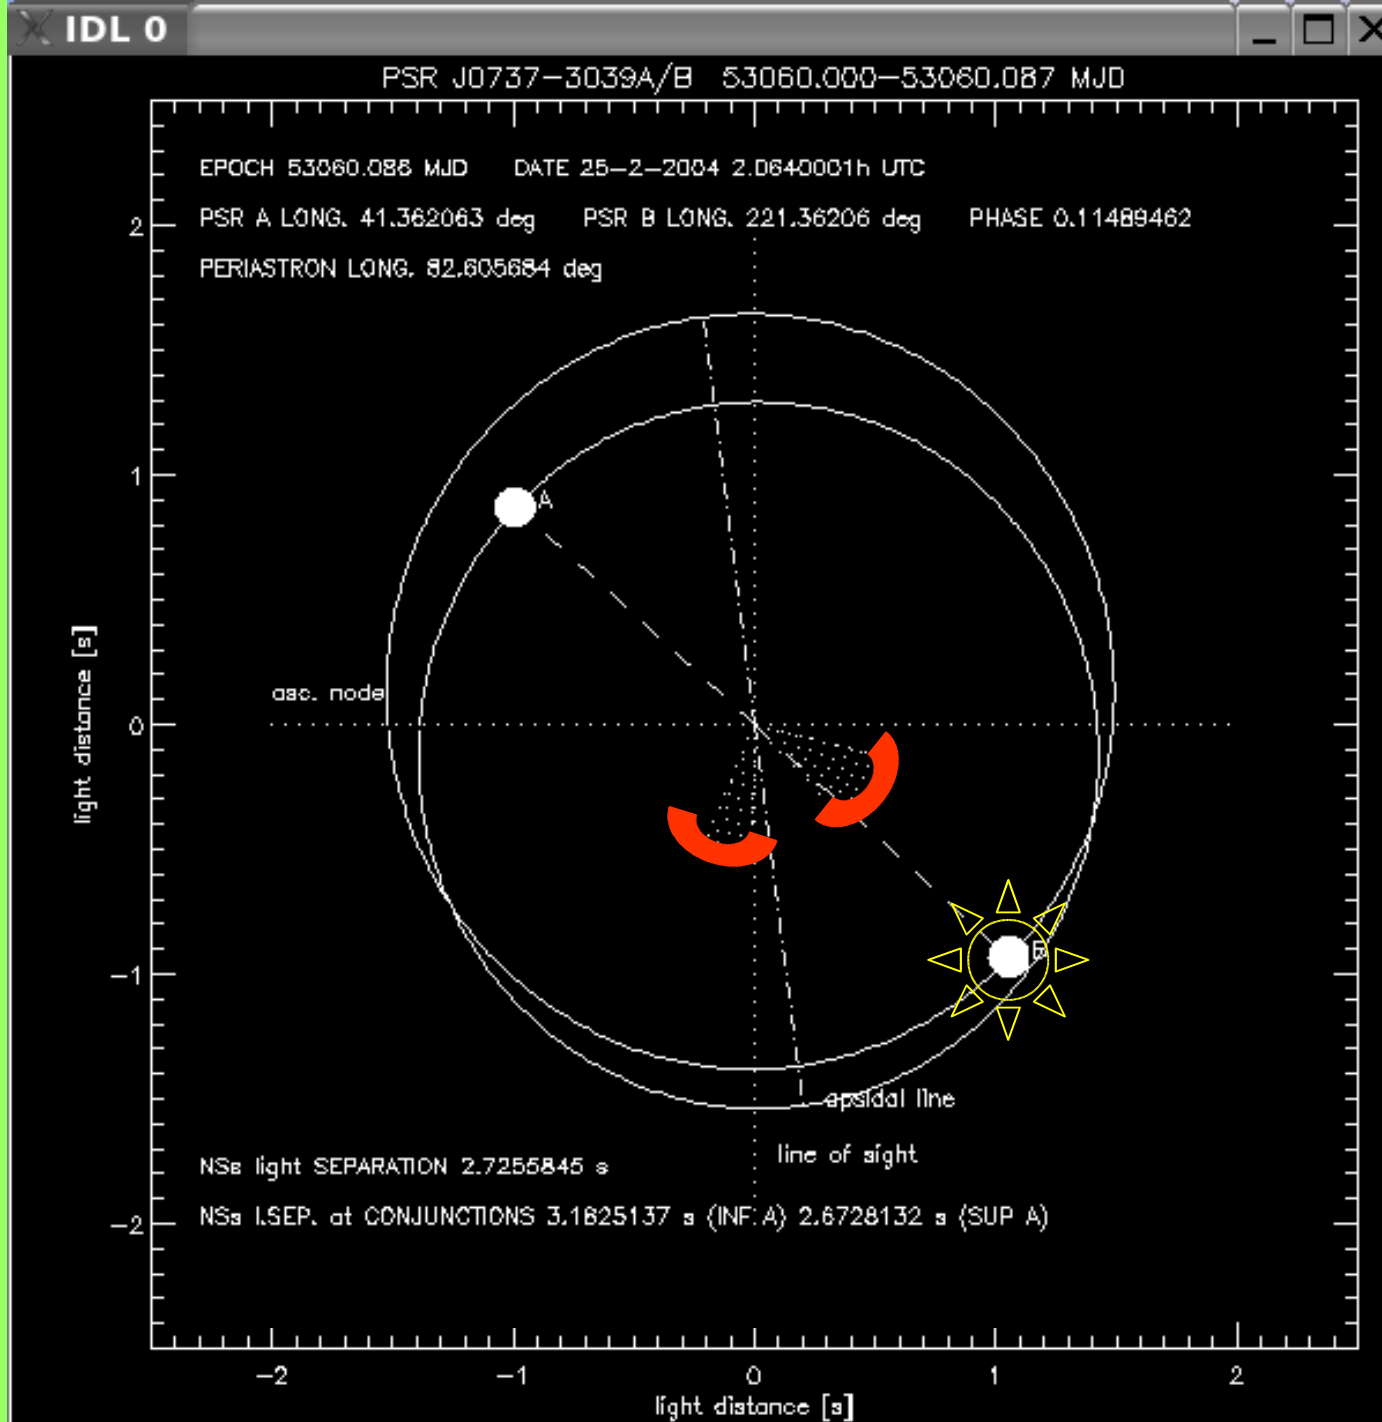 IDL 0
PSR J0737-3039A/B 53060.000-53060.087 MJD
EPOCH 53060.086 MJD DATE 25-2-2004 2.0640001h UTC
PSR A LONG. 41.362063 deg PSR B LONG. 221.36206 deg PHASE 0.11489462
PERIASTRON LONG. 82.605684 deg
2
1
A
asc. node
0
light distance [s]
B
-1
apsidal line
line of sight
NSs light SEPARATION 2.7255845 s
NSs l.SEP. at CONJUNCTIONS 3.1625137 s (INF. A) 2.6728132 s (SUP A)
-2
-2 -1 0 1 2
light distance [s]